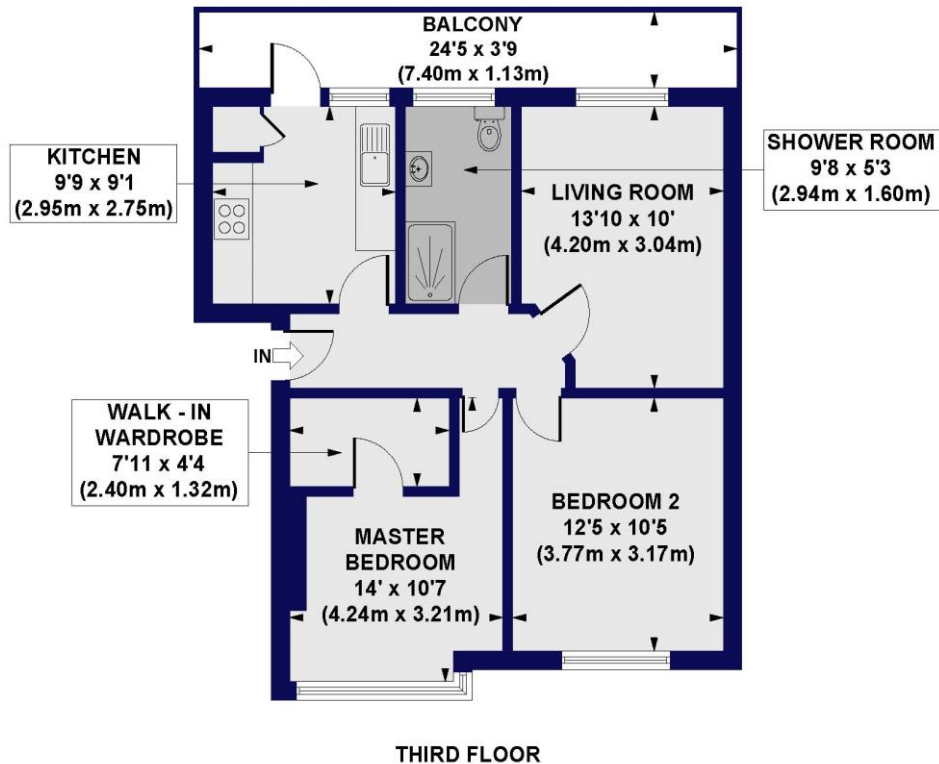 BALCONY
24'5 x 3'9
(7.40m x 1.13m)
KITCHEN
9'9 x 9'1
(2.95m x 2.75m)
SHOWER ROOM
9'8 x 5'3
(2.94m x 1.60m)
LIVING ROOM
13'10 x 10'
(4.20m x 3.04m)
IN
WALK - IN
WARDROBE
7'11 x 4'4
(2.40m x 1.32m)
MASTER
BEDROOM
14' x 10'7
(4.24m x 3.21m)
BEDROOM 2
12'5 x 10'5
(3.77m x 3.17m)
THIRD FLOOR